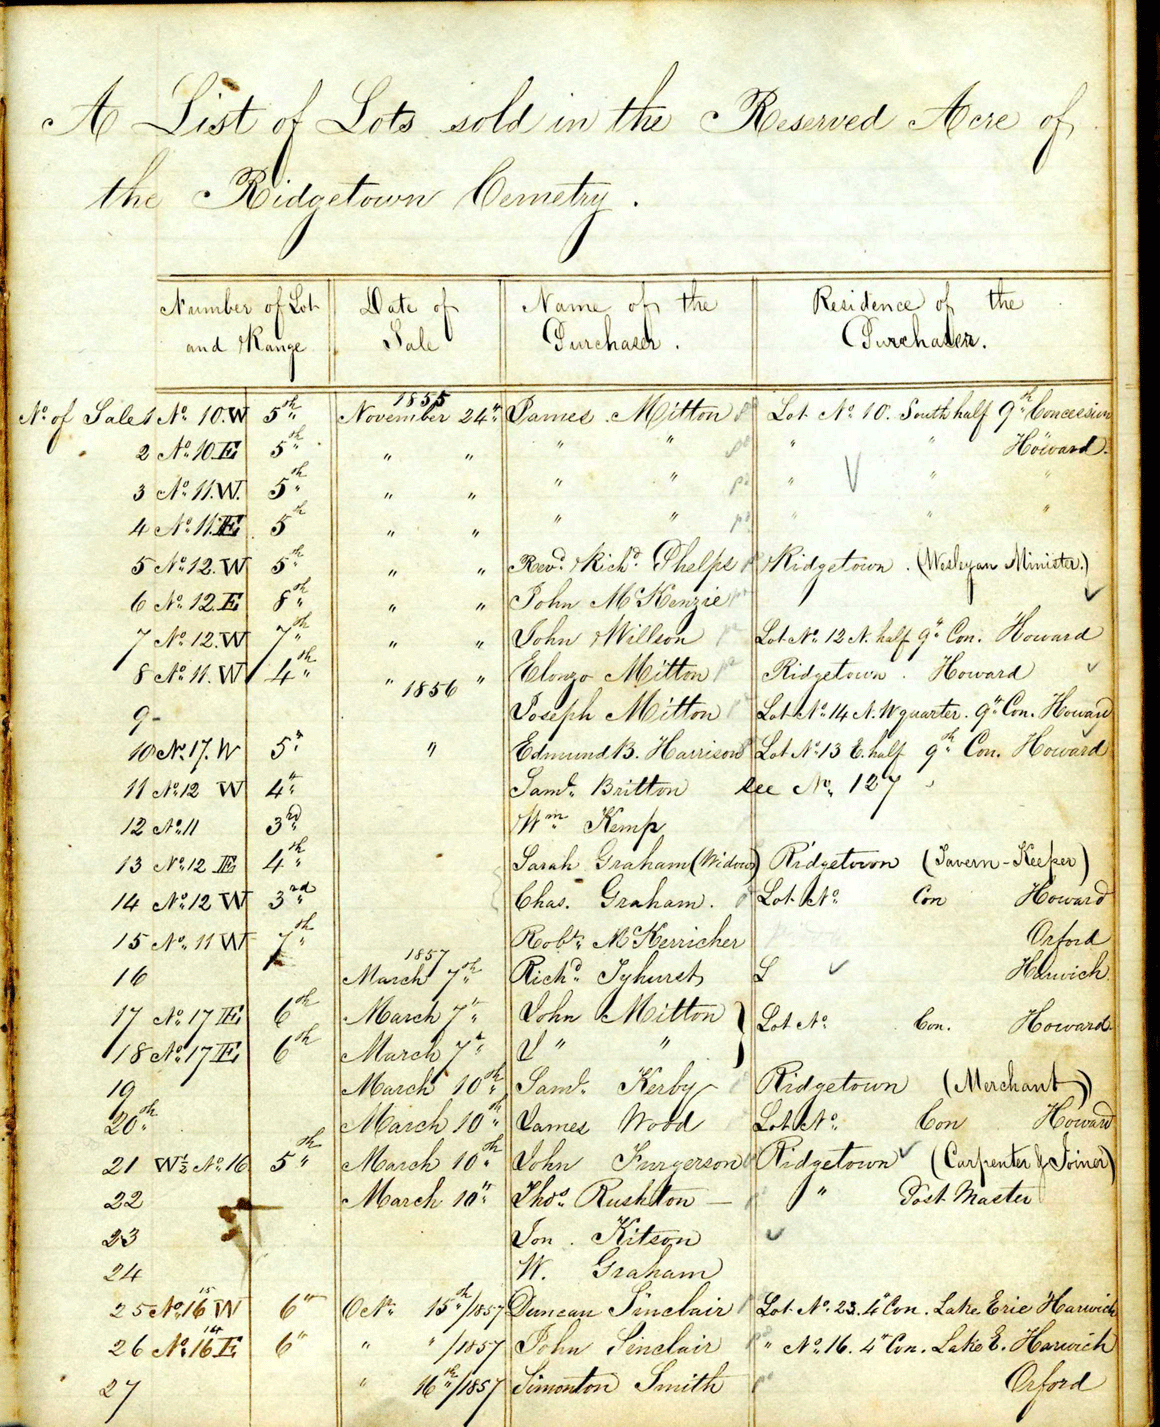 A List of Lots sold in the Reserved Acre of
the Ridgetown Cemetry.
Number of Lot and Range Date of Sale Name of the Purchaser. Residence of the Purchaser.
No. of Sales 1 No. 10. W 5th 1855 November 24th James Mitton Lot No 10. South half 9th Concession
2 No. 10 E 5th " " " " " " Howard.
3 No. 11. W. 5th " " " " " " "
4 No. 11. E 5th " " " " " " "
5 No. 12. W 5th " " Revd. Richd. Phelps Ridgetown. (Wesleyan Minister.)
6 No. 12. E 8th " " John McKenzie
7 No. 12. W 7th " " John Willson Lot No. 12 N. half 9th Con. Howard
8 No. 11. W 4th " " Elonzo Mitton Ridgetown. Howard
9- 1856 Joseph Mitton Lot No. 14 N. W quarter. 9th Con. Howard
10 No. 17. W 5th " Edmund B. Harrison Lot No. 13 E. half 9th Con. Howard
11 No. 12 W 4th Saml. Britton see No. 127
12 No. 11 3rd Wm Kemp
13 No. 12 E 4th Sarah Graham (Widow) Ridgetown (Tavern-Keeper)
14 No. 12 W 3rd Chas. Graham. Lot No. Con Howard
15 No. 11 W 7th Robt. McKerricher Orford
16 1857 March 7th Richd Tyhurst L Harwich.
17 No. 17 E 6th March 7th John Mitton Lot No. Con. Howard
18 No. 17 E 6th March 7th J " "
19 March 10th Saml. Kerby Ridgetown (Merchant)
20th March 10th James Wood Lot No. Con Howard
21 W½ No. 16 5th March 10th John Furgerson Ridgetown (Carpenter & Joiner)
22 March 10th Thos. Rushton — " Post Master
23 Jon. Kitson
24 W. Graham
25 No. 16 15 W 6th Oct. 15th/1857 Duncan Sinclair Lot No. 23. 4th Con. Lake Erie Harwich
26 No. 16 14 E 6th " "/1857 John Sinclair " No. 16. 4th Con. Lake E. Harwich
27 " 16th/1857 Simonton Smith Orford